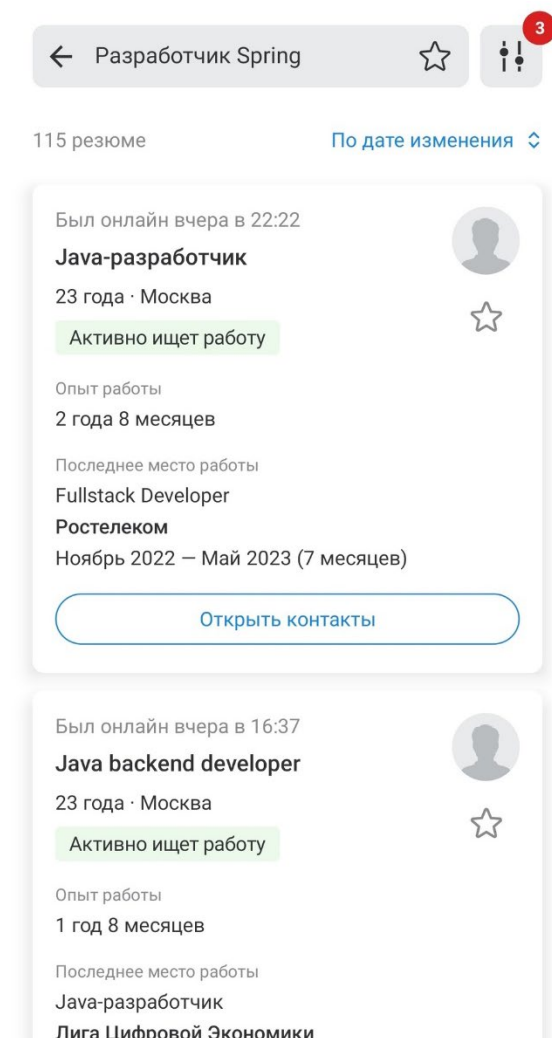 Разработчик Spring
3
115 резюме
По дате изменения
Был онлайн вчера в 22:22
Java-разработчик
23 года · Москва
Активно ищет работу
Опыт работы
2 года 8 месяцев
Последнее место работы
Fullstack Developer
Ростелеком
Ноябрь 2022 — Май 2023 (7 месяцев)
Открыть контакты
Был онлайн вчера в 16:37
Java backend developer
23 года · Москва
Активно ищет работу
Опыт работы
1 год 8 месяцев
Последнее место работы
Java-разработчик
Лига Цифровой Экономики